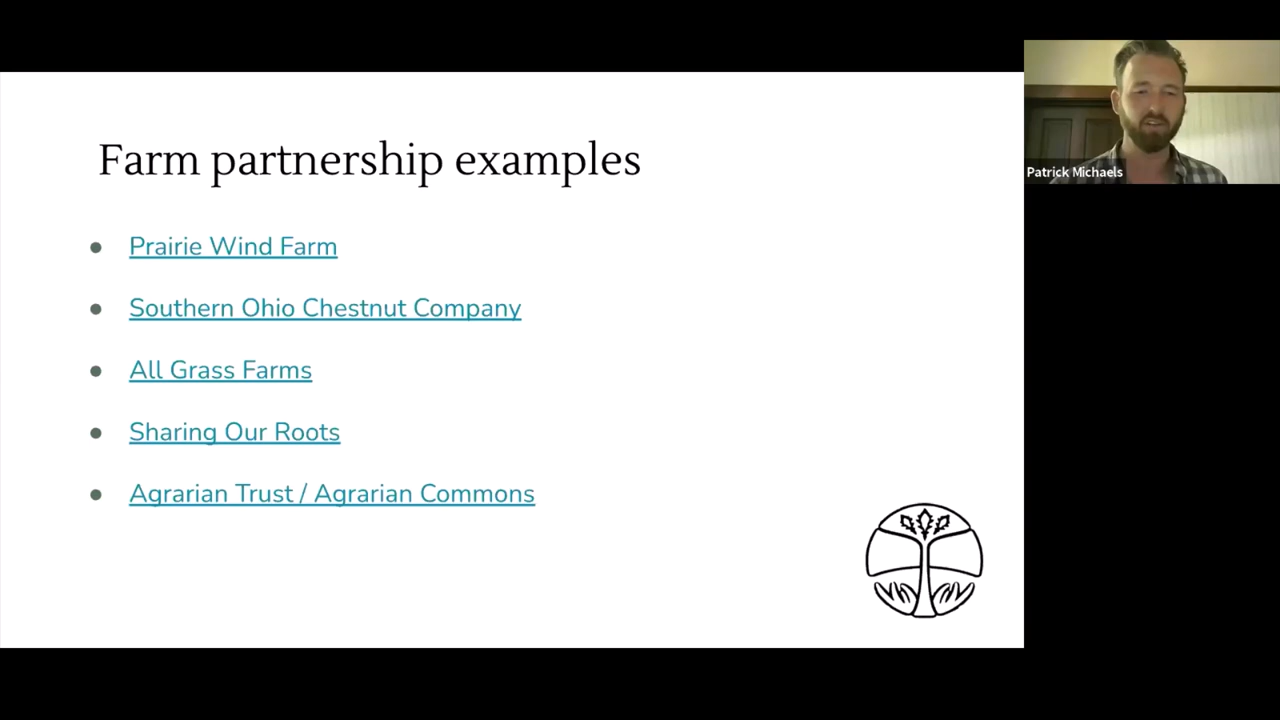 Farm partnership examples
Prairie Wind Farm
Southern Ohio Chestnut Company
All Grass Farms
Sharing Our Roots
Agrarian Trust / Agrarian Commons
Patrick Michaels